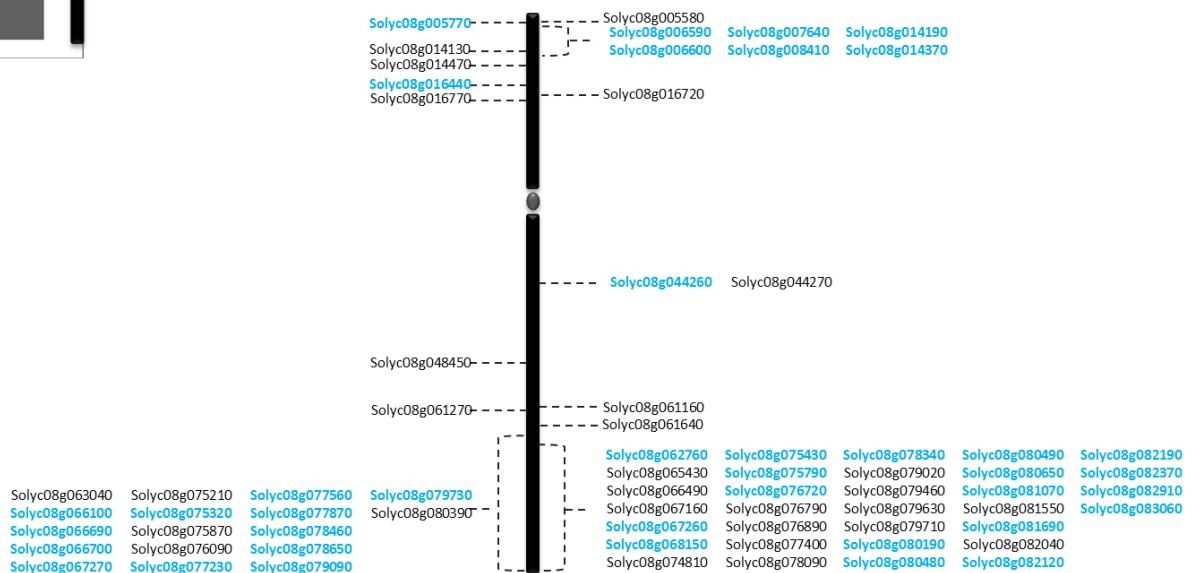 Solyc08g005770
Solyc08g014130
Solyc08g014470
Solyc08g016440
Solyc08g016770
Solyc08g005580
Solyc08g006590 Solyc08g007640 Solyc08g014190
Solyc08g006600 Solyc08g008410 Solyc08g014370
Solyc08g016720
Solyc08g044260 Solyc08g044270
Solyc08g048450
Solyc08g061270
Solyc08g061160
Solyc08g061640
Solyc08g063040 Solyc08g075210 Solyc08g077560 Solyc08g079730
Solyc08g066100 Solyc08g075320 Solyc08g077870 Solyc08g080390
Solyc08g066690 Solyc08g075870 Solyc08g078460
Solyc08g066700 Solyc08g076090 Solyc08g078650
Solyc08g067270 Solyc08g077230 Solyc08g079090
Solyc08g062760 Solyc08g075430 Solyc08g078340 Solyc08g080490 Solyc08g082190
Solyc08g065430 Solyc08g075790 Solyc08g079020 Solyc08g080650 Solyc08g082370
Solyc08g066490 Solyc08g076720 Solyc08g079460 Solyc08g081070 Solyc08g082910
Solyc08g067160 Solyc08g076790 Solyc08g079630 Solyc08g081550 Solyc08g083060
Solyc08g067260 Solyc08g076890 Solyc08g079710 Solyc08g081690
Solyc08g068150 Solyc08g077400 Solyc08g080190 Solyc08g082040
Solyc08g074810 Solyc08g078090 Solyc08g080480 Solyc08g082120